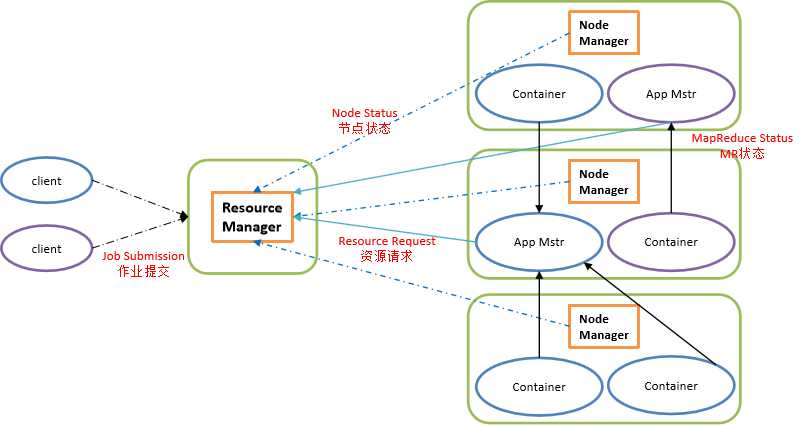 Node
Manager
Container
App Mstr
Node Status
节点状态
MapReduce Status
MR状态
client
Resource
Manager
Node
Manager
client
Job Submission
作业提交
Resource Request
资源请求
App Mstr
Container
Node
Manager
Container
Container